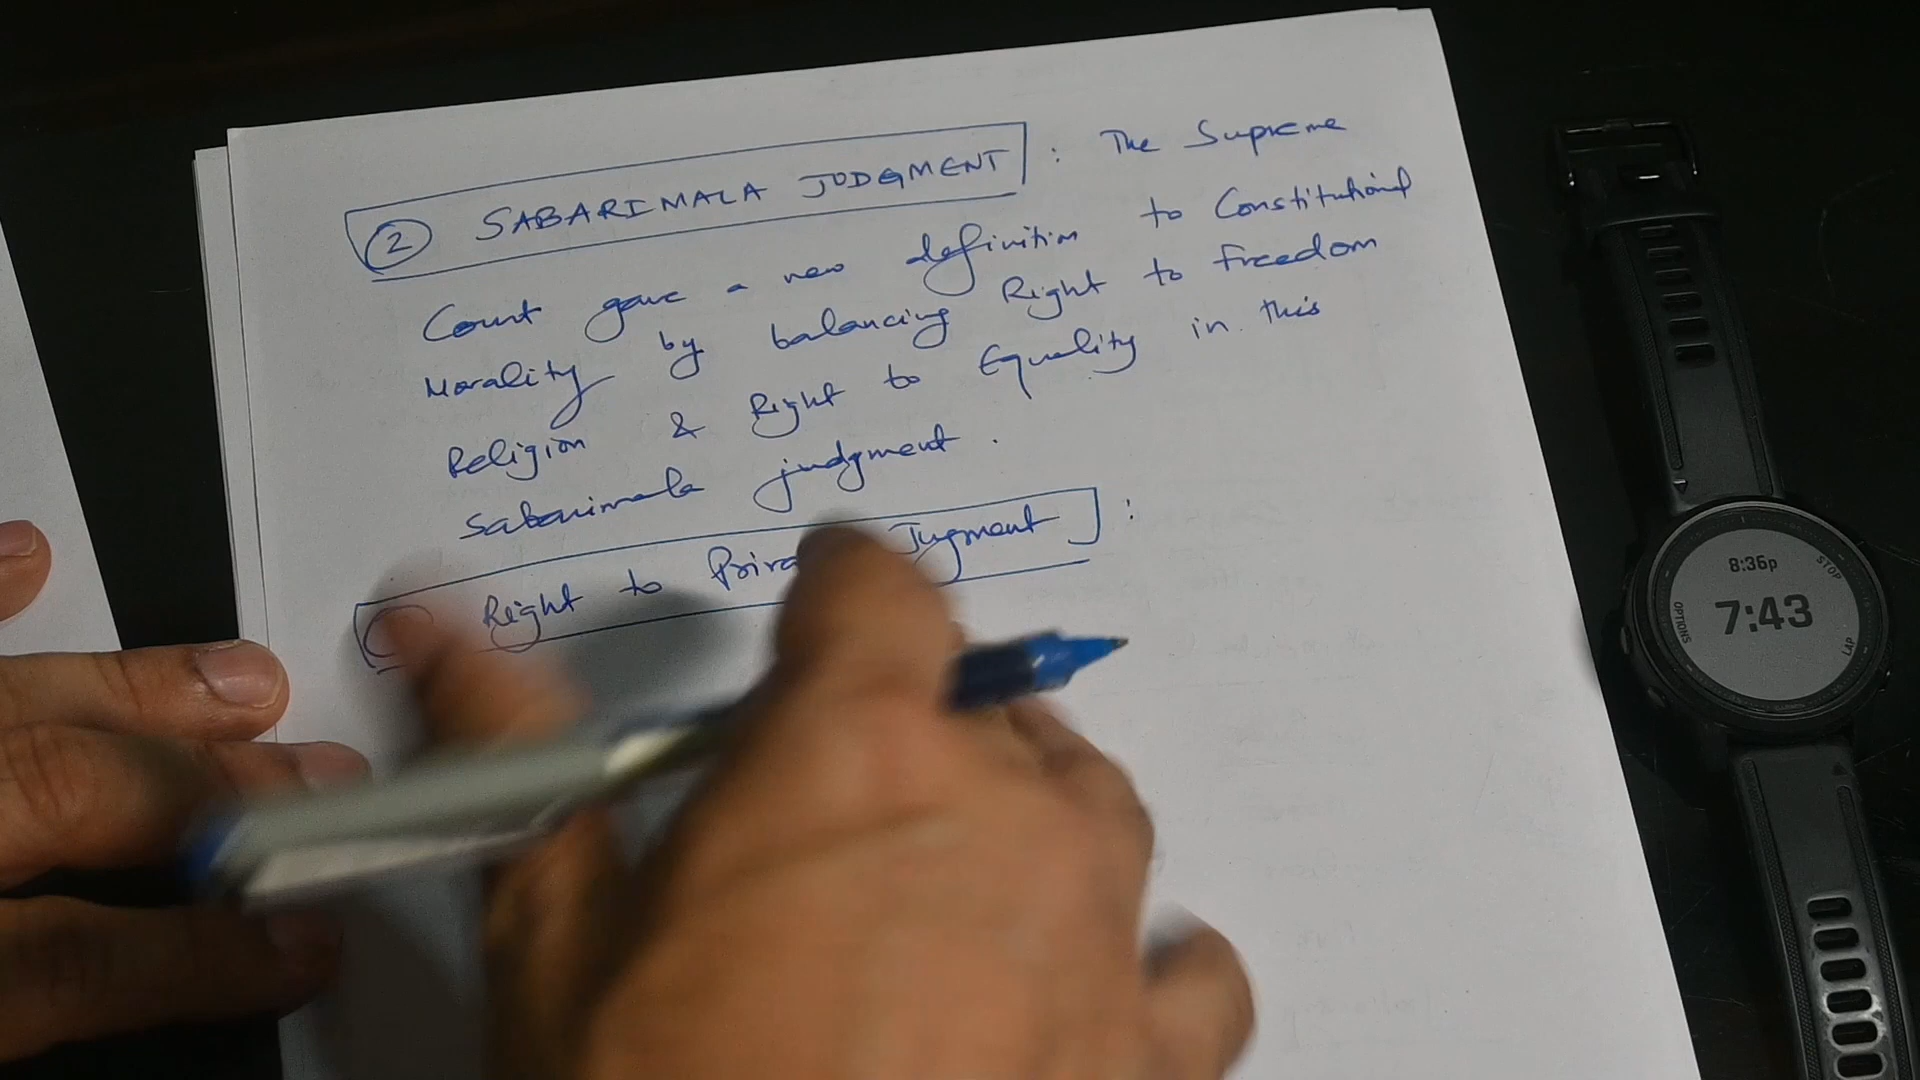 ② SABARIMALA JUDGMENT : The Supreme
Court gave a new definition to Constitutional
Morality by balancing Right to freedom
Religion & Right to Equality in this
Sabarimala judgment.
Right to Jugment :
8:36p
7:43
STOP
OPTIONS
LAP